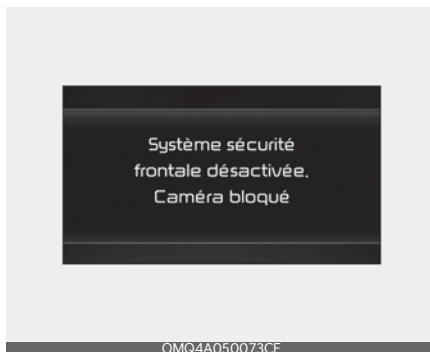 Système sécurité
frontale désactivée.
Caméra bloqué
OMQ4A050073CF